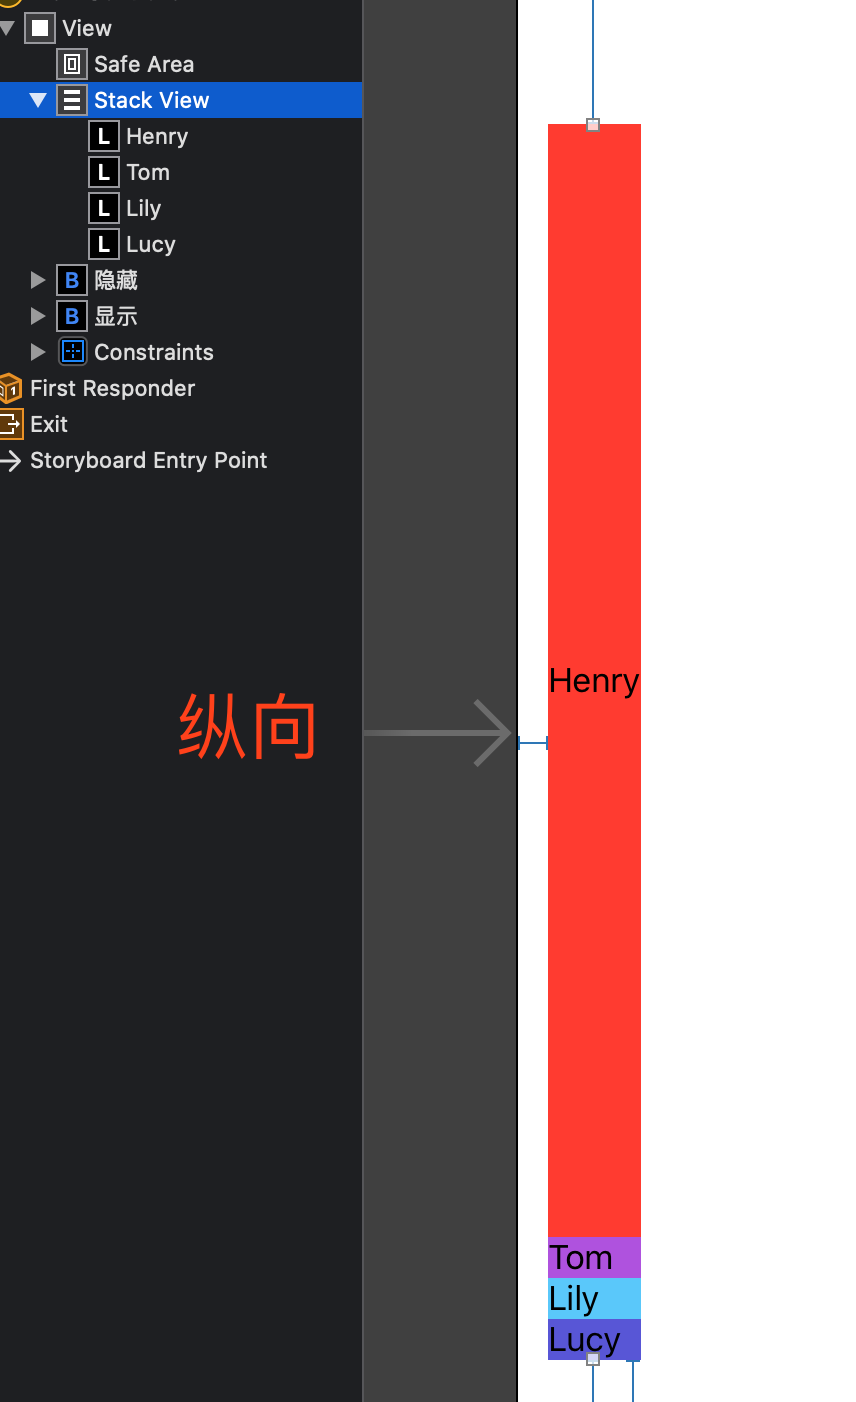 View
Safe Area
Stack View
L Henry
L Tom
L Lily
L Lucy
B 隐藏
B 显示
Constraints
1 First Responder
Exit
Storyboard Entry Point
纵向
Henry
Tom
Lily
Lucy